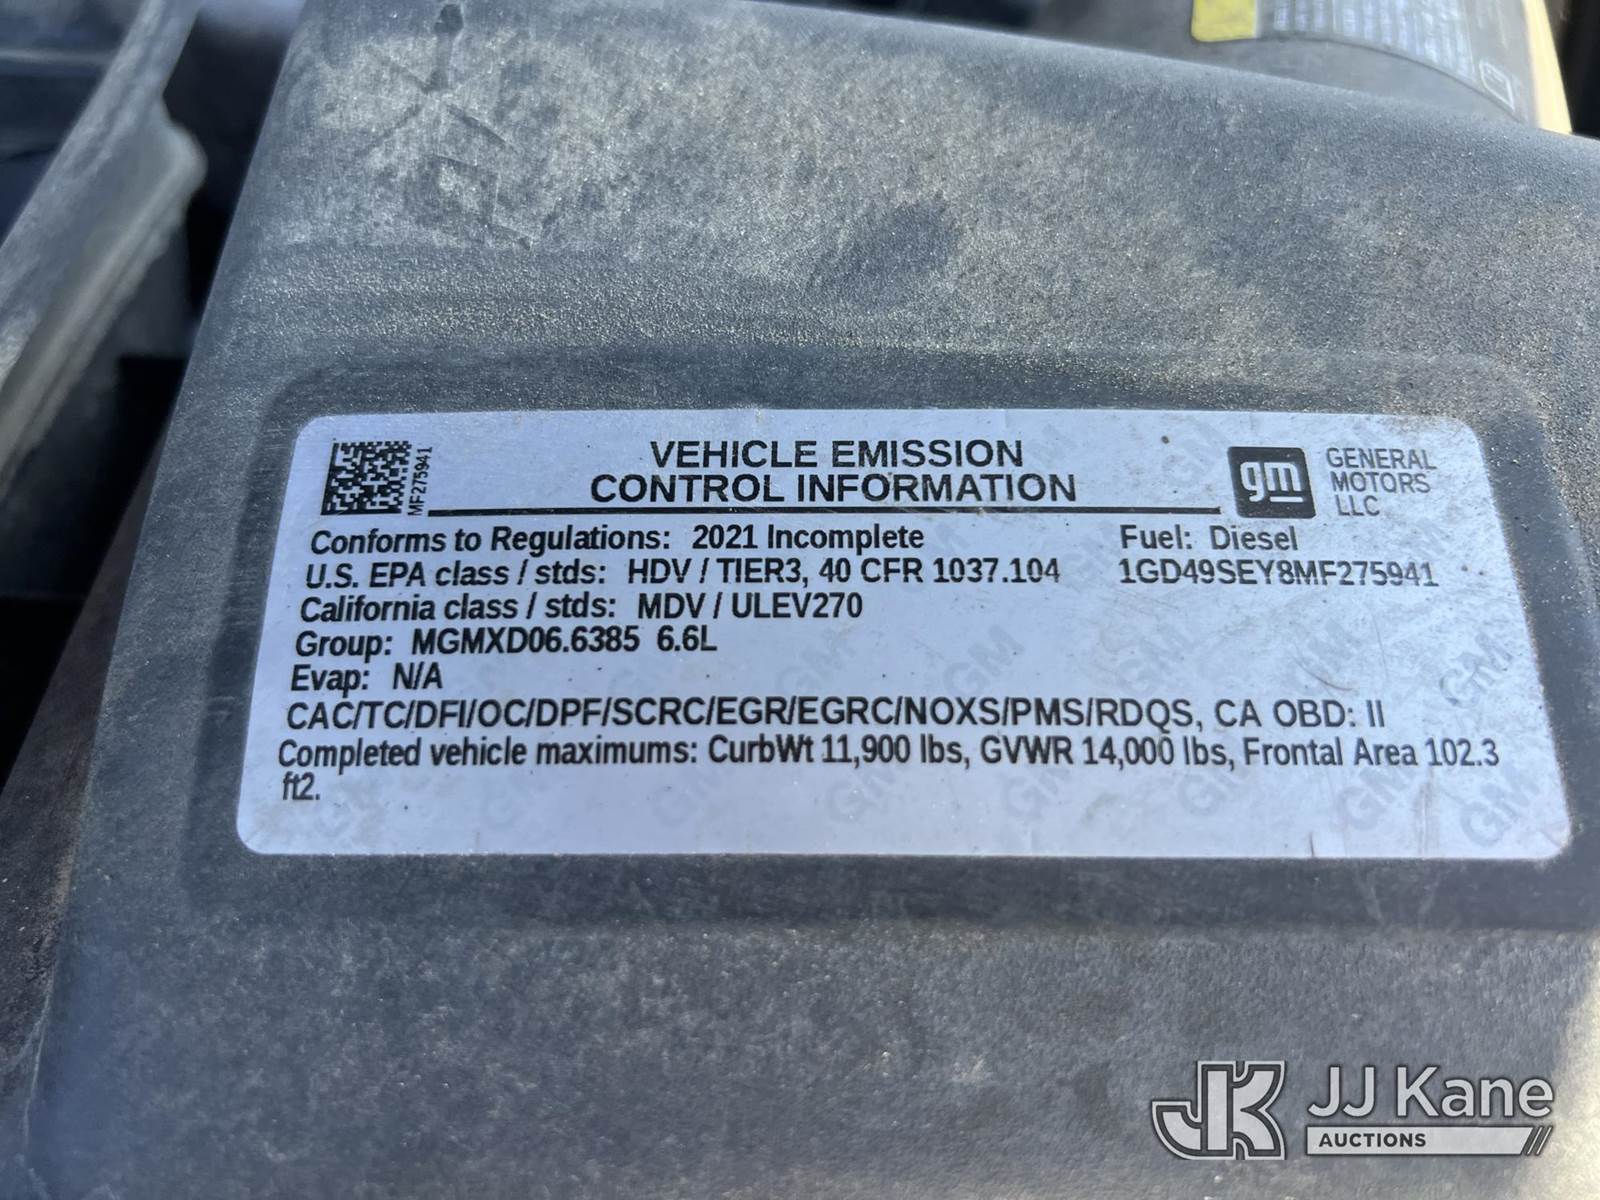 MF275941
VEHICLE EMISSION
CONTROL INFORMATION
gm
GENERAL
MOTORS
LLC
Conforms to Regulations: 2021 Incomplete
Fuel: Diesel
U.S. EPA class / stds: HDV / TIER3, 40 CFR 1037.104
1GD49SEY8MF275941
California class / stds: MDV / ULEV270
Group: MGMXD06.6385 6.6L
Evap: N/A
CAC/TC/DFI/OC/DPF/SCRC/EGR/EGRC/NOXS/PMS/RDQS, CA OBD: II
Completed vehicle maximums: CurbWt 11,900 lbs, GVWR 14,000 lbs, Frontal Area 102.3
ft2.
JK JJ Kane
AUCTIONS